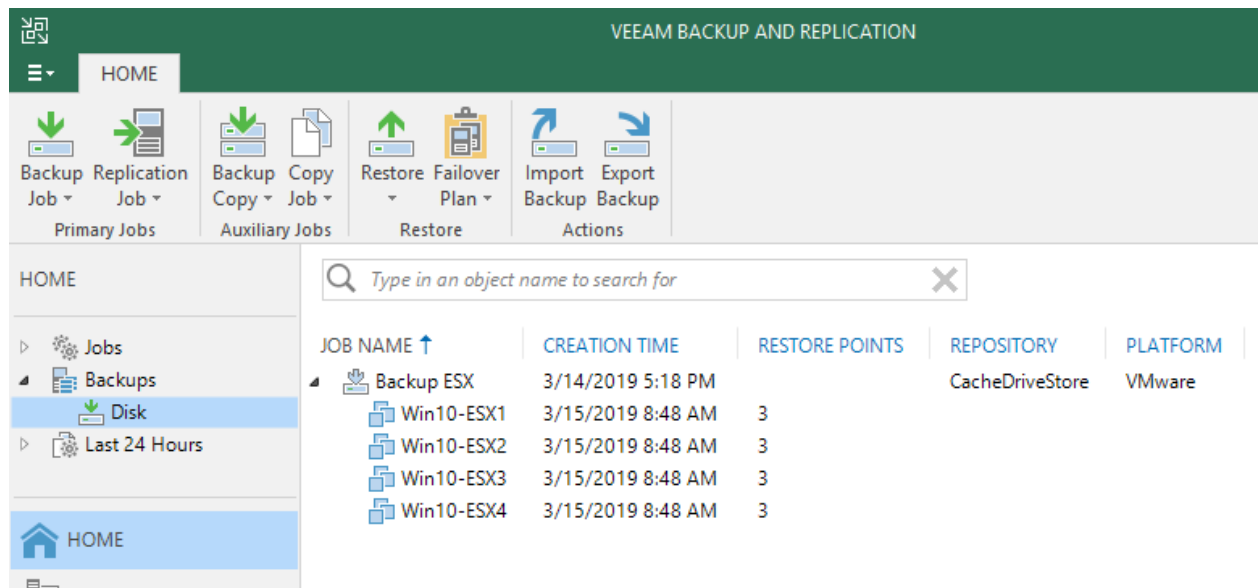 VEEAM BACKUP AND REPLICATION
HOME
Backup Job
Replication Job
Backup Copy
Copy Job
Restore
Failover Plan
Import Backup
Export Backup
Primary Jobs
Auxiliary Jobs
Restore
Actions
HOME
Type in an object name to search for
Jobs
Backups
Disk
Last 24 Hours
HOME
JOB NAME CREATION TIME RESTORE POINTS REPOSITORY PLATFORM
Backup ESX 3/14/2019 5:18 PM CacheDriveStore VMware
Win10-ESX1 3/15/2019 8:48 AM 3
Win10-ESX2 3/15/2019 8:48 AM 3
Win10-ESX3 3/15/2019 8:48 AM 3
Win10-ESX4 3/15/2019 8:48 AM 3